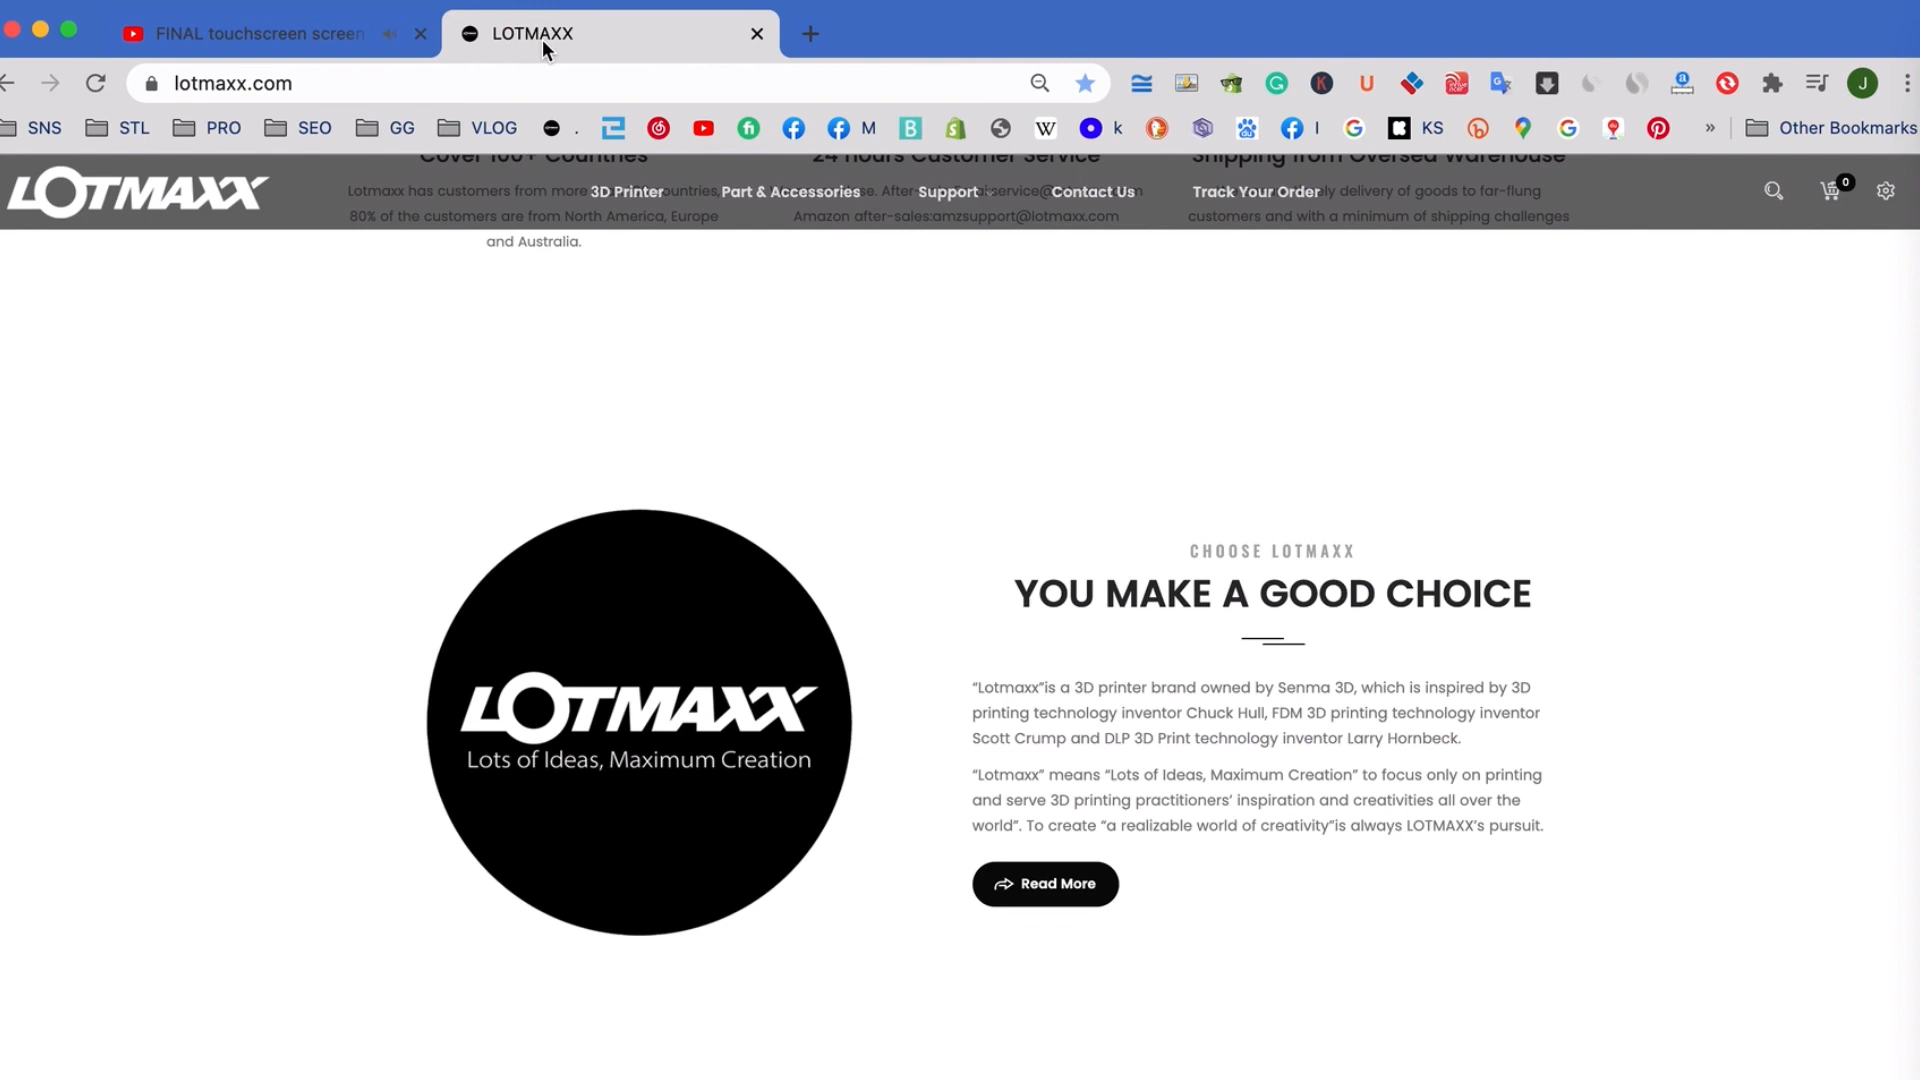 FINAL touchscreen screen
LOTMAXX
lotmaxx.com
J
SNS
STL
PRO
SEO
GG
VLOG
.
M
k
I
KS
»
Other Bookmarks
Cover 100+ Countries
24 hours Customer Service
Shipping from Oversed Warehouse
LOTMAXX
3D Printer
Part & Accessories
Support
Contact Us
Track Your Order
0
Lotmaxx has customers from more
80% of the customers are from North America, Europe
and Australia.
Amazon after-sales:amzsupport@lotmaxx.com
delivery of goods to far-flung
customers and with a minimum of shipping challenges
LOTMAXX
Lots of Ideas, Maximum Creation
CHOOSE LOTMAXX
YOU MAKE A GOOD CHOICE
“Lotmaxx”is a 3D printer brand owned by Senma 3D, which is inspired by 3D
printing technology inventor Chuck Hull, FDM 3D printing technology inventor
Scott Crump and DLP 3D Print technology inventor Larry Hornbeck.
“Lotmaxx” means “Lots of Ideas, Maximum Creation” to focus only on printing
and serve 3D printing practitioners’ inspiration and creativities all over the
world”. To create “a realizable world of creativity”is always LOTMAXX’s pursuit.
Read More